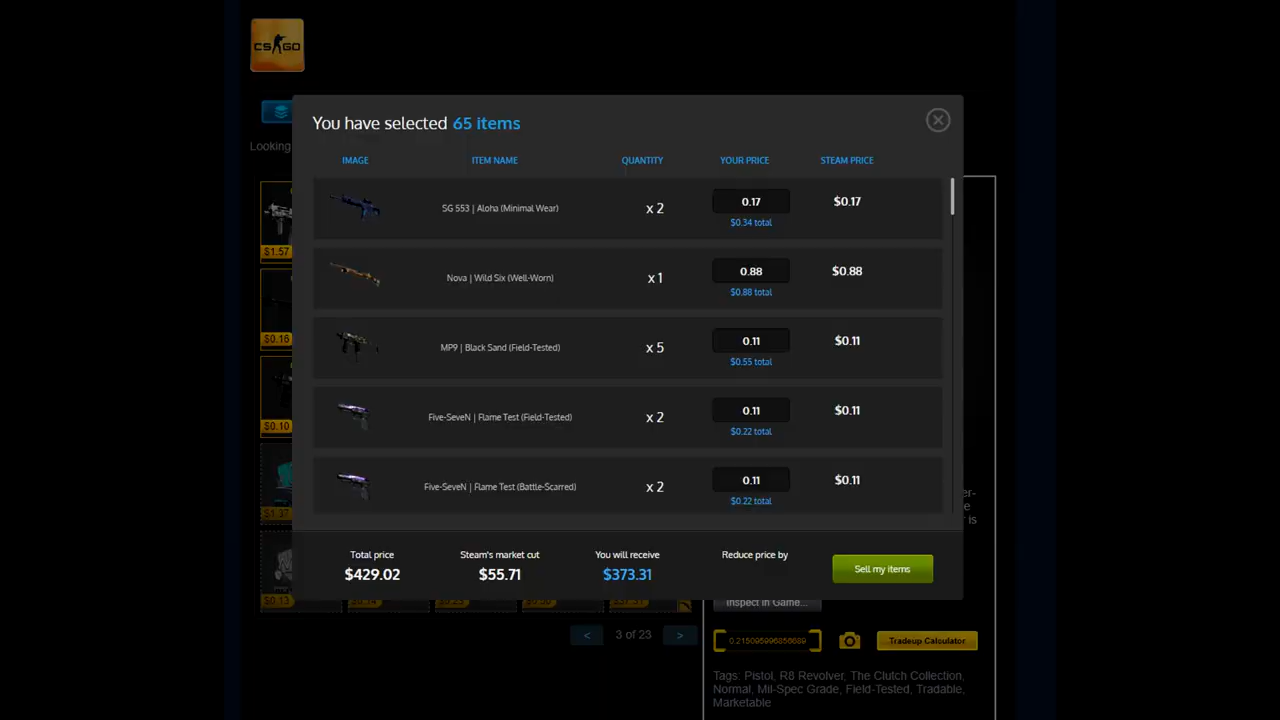 CS GO
You have selected 65 items
Looking
IMAGE ITEM NAME QUANTITY YOUR PRICE STEAM PRICE
SG 553 | Aloha (Minimal Wear) x 2 0.17 $0.17
$0.34 total
$1.57
Nova | Wild Six (Well-Worn) x 1 0.88 $0.88
$0.88 total
$0.16
MP9 | Black Sand (Field-Tested) x 5 0.11 $0.11
$0.55 total
Five-SeveN | Flame Test (Field-Tested) x 2 0.11 $0.11
$0.22 total
$0.10
Five-SeveN | Flame Test (Battle-Scarred) x 2 0.11 $0.11
$0.22 total
$1.37
Total price Steam's market cut You will receive Reduce price by
$429.02 $55.71 $373.31
Sell my items
$0.13
Inspect in Game...
< 3 of 23 >
0.215095996856689 Tradeup Calculator
Tags: Pistol, R8 Revolver, The Clutch Collection,
Normal, Mil-Spec Grade, Field-Tested, Tradable,
Marketable